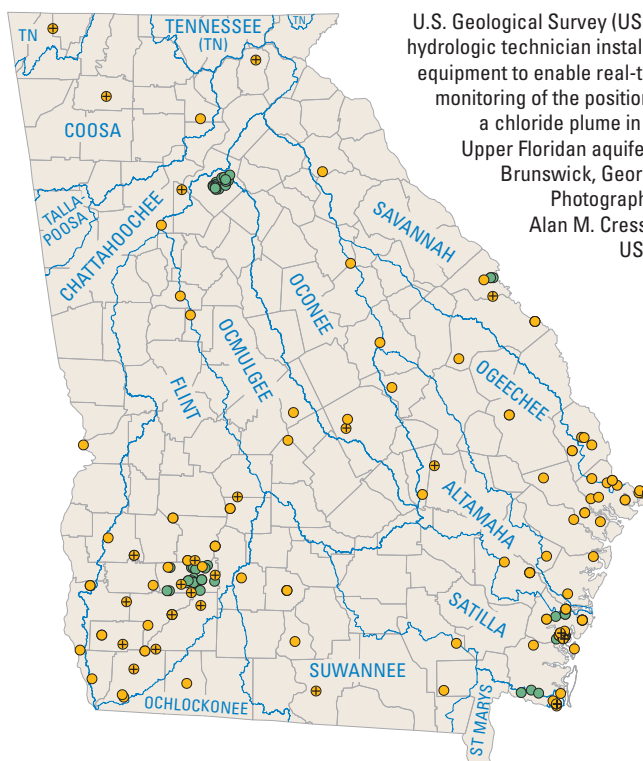 U.S. Geological Survey (US
hydrologic technician instal
equipment to enable real-t
monitoring of the position
a chloride plume in
Upper Floridan aquife
Brunswick, Geor
Photograph
Alan M. Cress
US
TN
TENNESSEE
(TN)
TN
COOSA
TALLA-
POOSA
CHATTAHOOCHEE
SAVANNAH
OCONEE
OCMULGEE
FLINT
OGEECHEE
ALTAMAHA
SATILLA
SUWANNEE
OCHLOCKONEE
ST MARYS